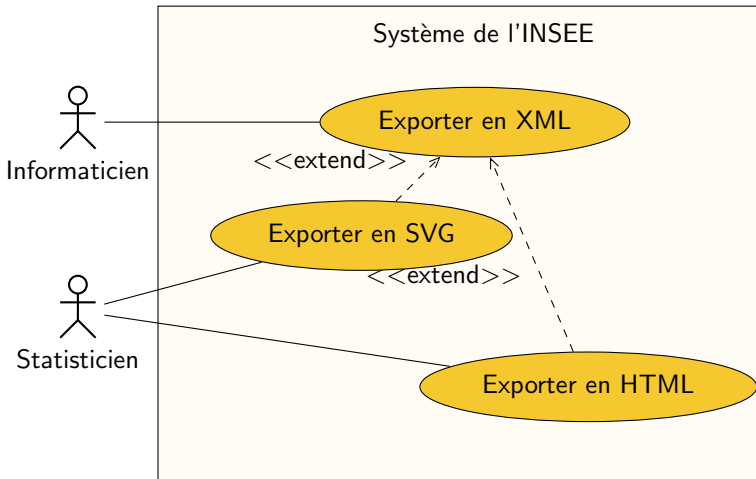 Système de l'INSEE
Exporter en XML
Informaticien
<<extend>>
Exporter en SVG
<<extend>>
Statisticien
Exporter en HTML